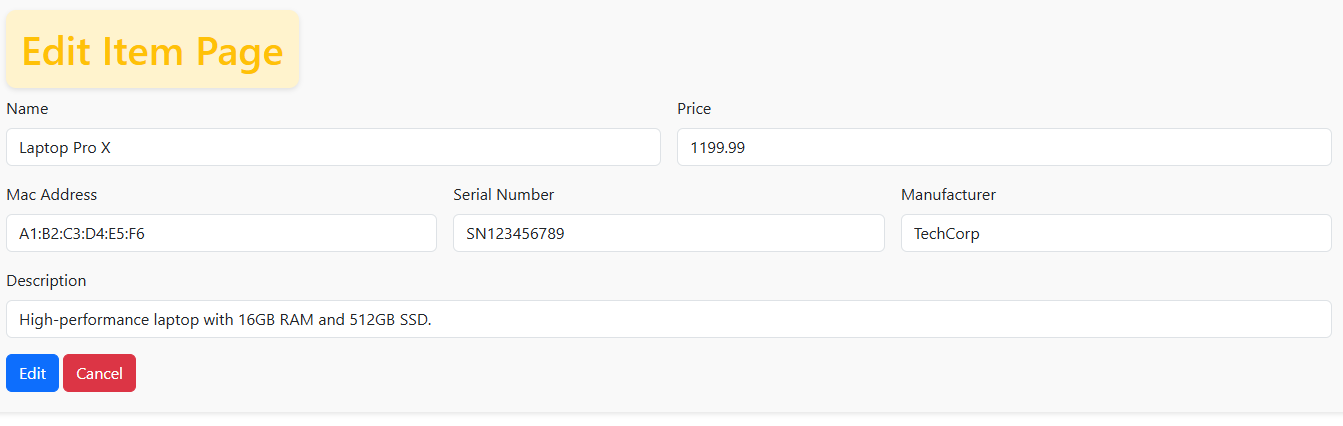 Edit Item Page
Name Price
Laptop Pro X 1199.99
Mac Address Serial Number Manufacturer
A1:B2:C3:D4:E5:F6 SN123456789 TechCorp
Description
High-performance laptop with 16GB RAM and 512GB SSD.
Edit Cancel